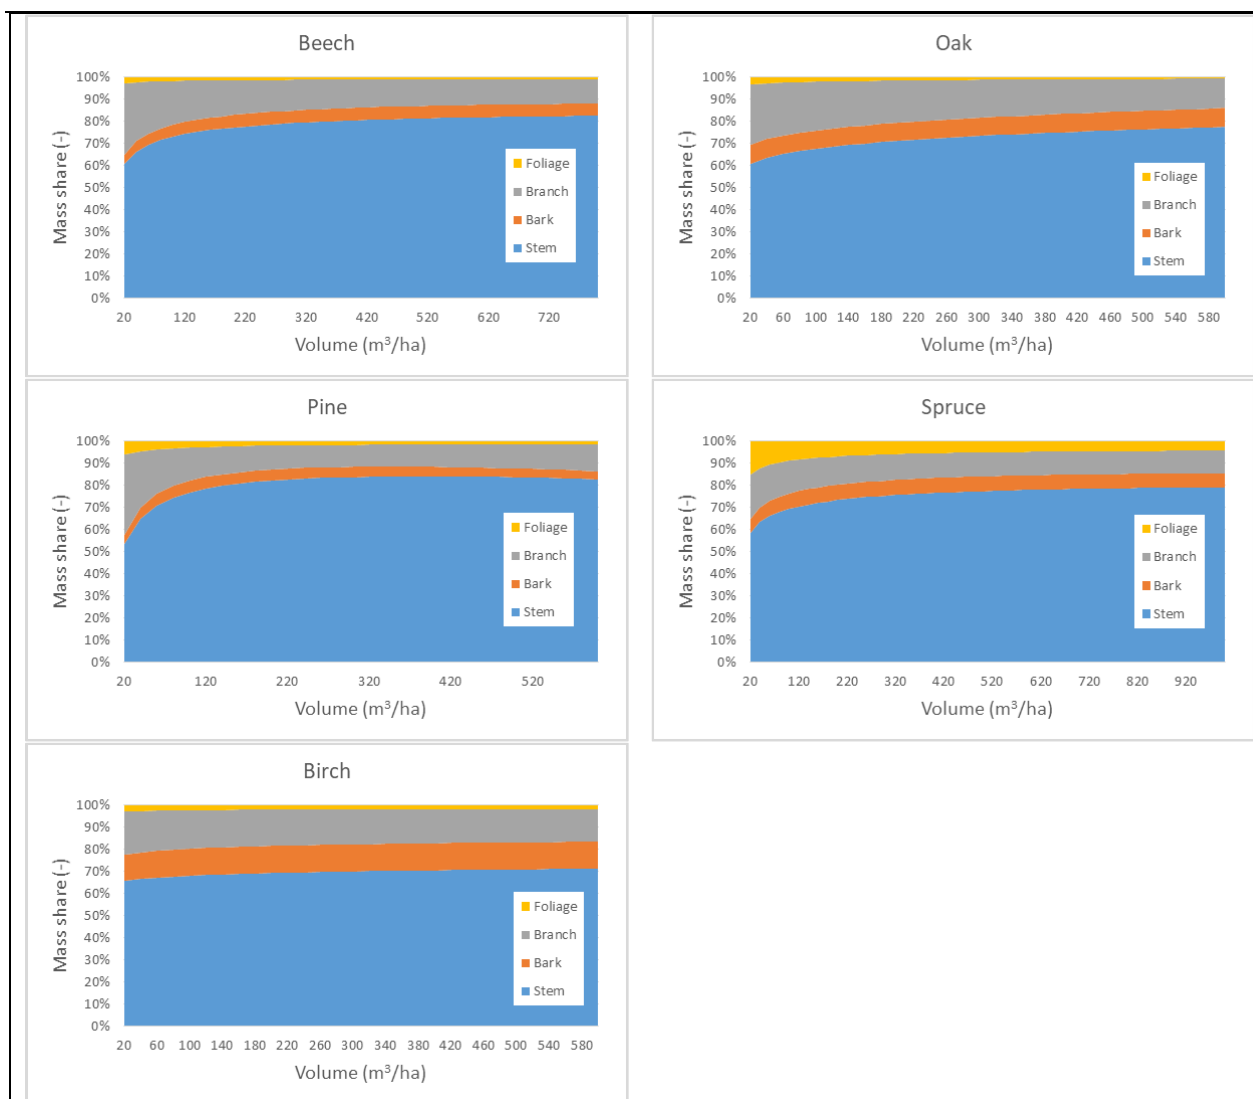 Beech
100%
90%
80%
70%
60%
50%
40%
30%
20%
10%
0%
Mass share (-)
Foliage
Branch
Bark
Stem
20 120 220 320 420 520 620 720
Volume (m³/ha)
Oak
100%
90%
80%
70%
60%
50%
40%
30%
20%
10%
0%
Mass share (-)
Foliage
Branch
Bark
Stem
20 60 100 140 180 220 260 300 340 380 420 460 500 540 580
Volume (m³/ha)
Pine
100%
90%
80%
70%
60%
50%
40%
30%
20%
10%
0%
Mass share (-)
Foliage
Branch
Bark
Stem
20 120 220 320 420 520
Volume (m³/ha)
Spruce
100%
90%
80%
70%
60%
50%
40%
30%
20%
10%
0%
Mass share (-)
Foliage
Branch
Bark
Stem
20 120 220 320 420 520 620 720 820 920
Volume (m³/ha)
Birch
100%
90%
80%
70%
60%
50%
40%
30%
20%
10%
0%
Mass share (-)
Foliage
Branch
Bark
Stem
20 60 100 140 180 220 260 300 340 380 420 460 500 540 580
Volume (m³/ha)